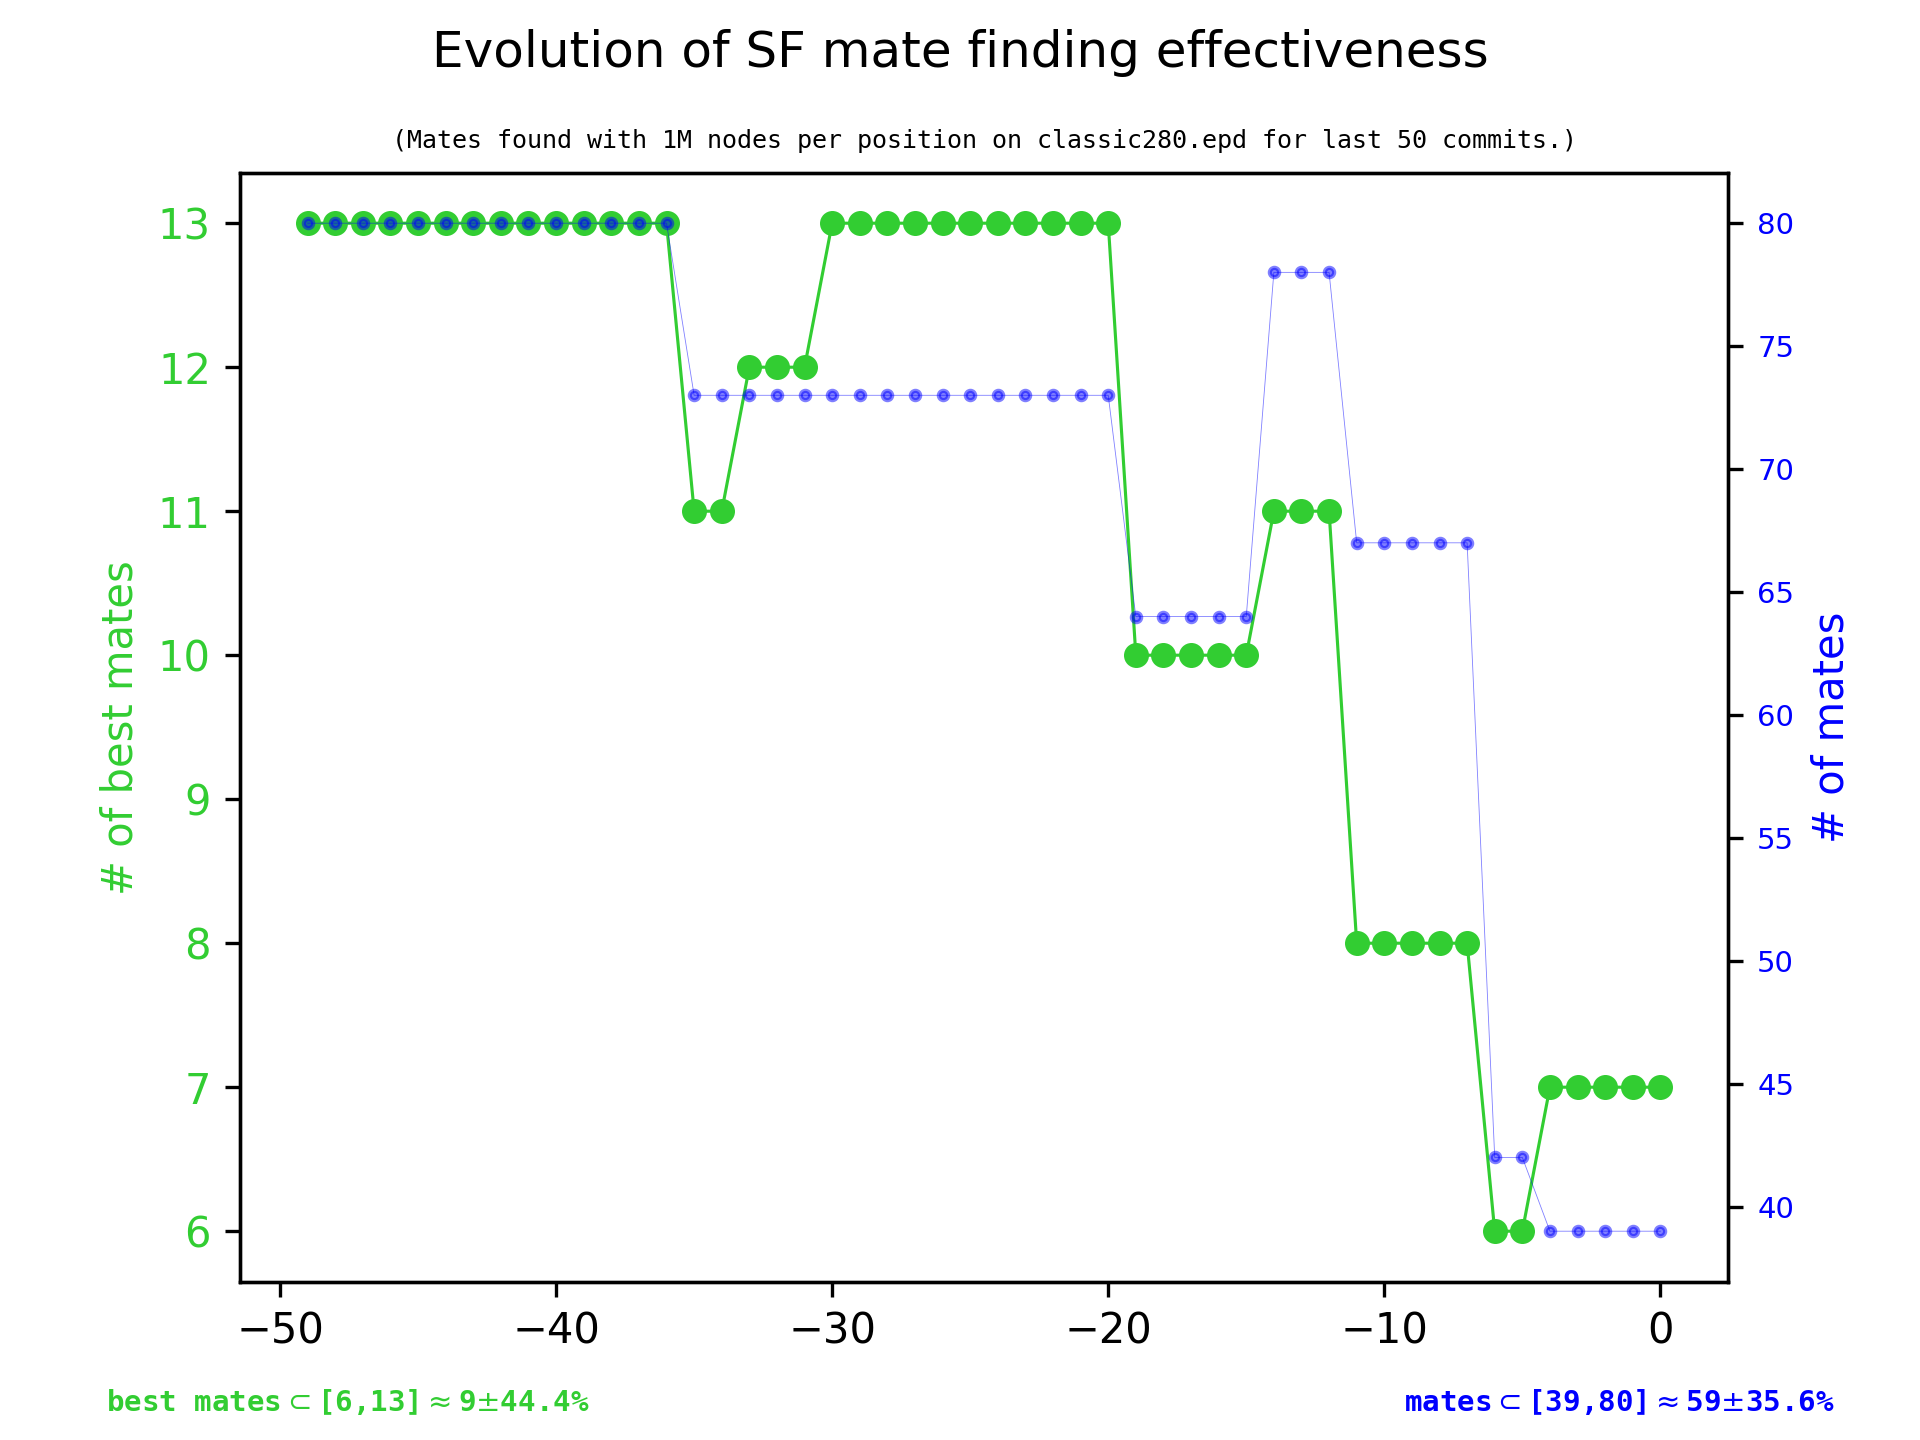 Evolution of SF mate finding effectiveness
(Mates found with 1M nodes per position on classic280.epd for last 50 commits.)
# of best mates
13
12
11
10
9
8
7
6
80
75
70
65
60
55
50
45
40
# of mates
−50 −40 −30 −20 −10 0
best mates ⊂ [6,13] ≈ 9±44.4%
mates ⊂ [39,80] ≈ 59±35.6%